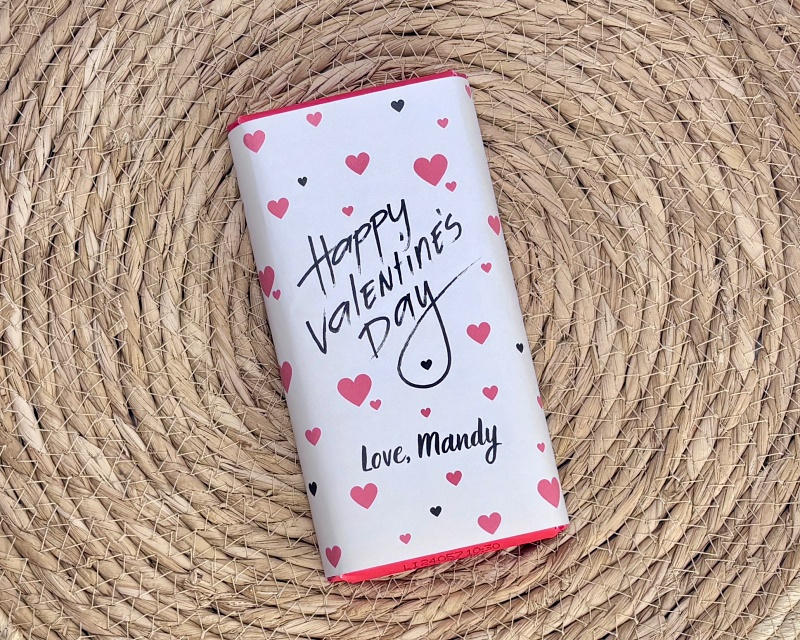 Happy
Valentine's
Day
Love, Mandy